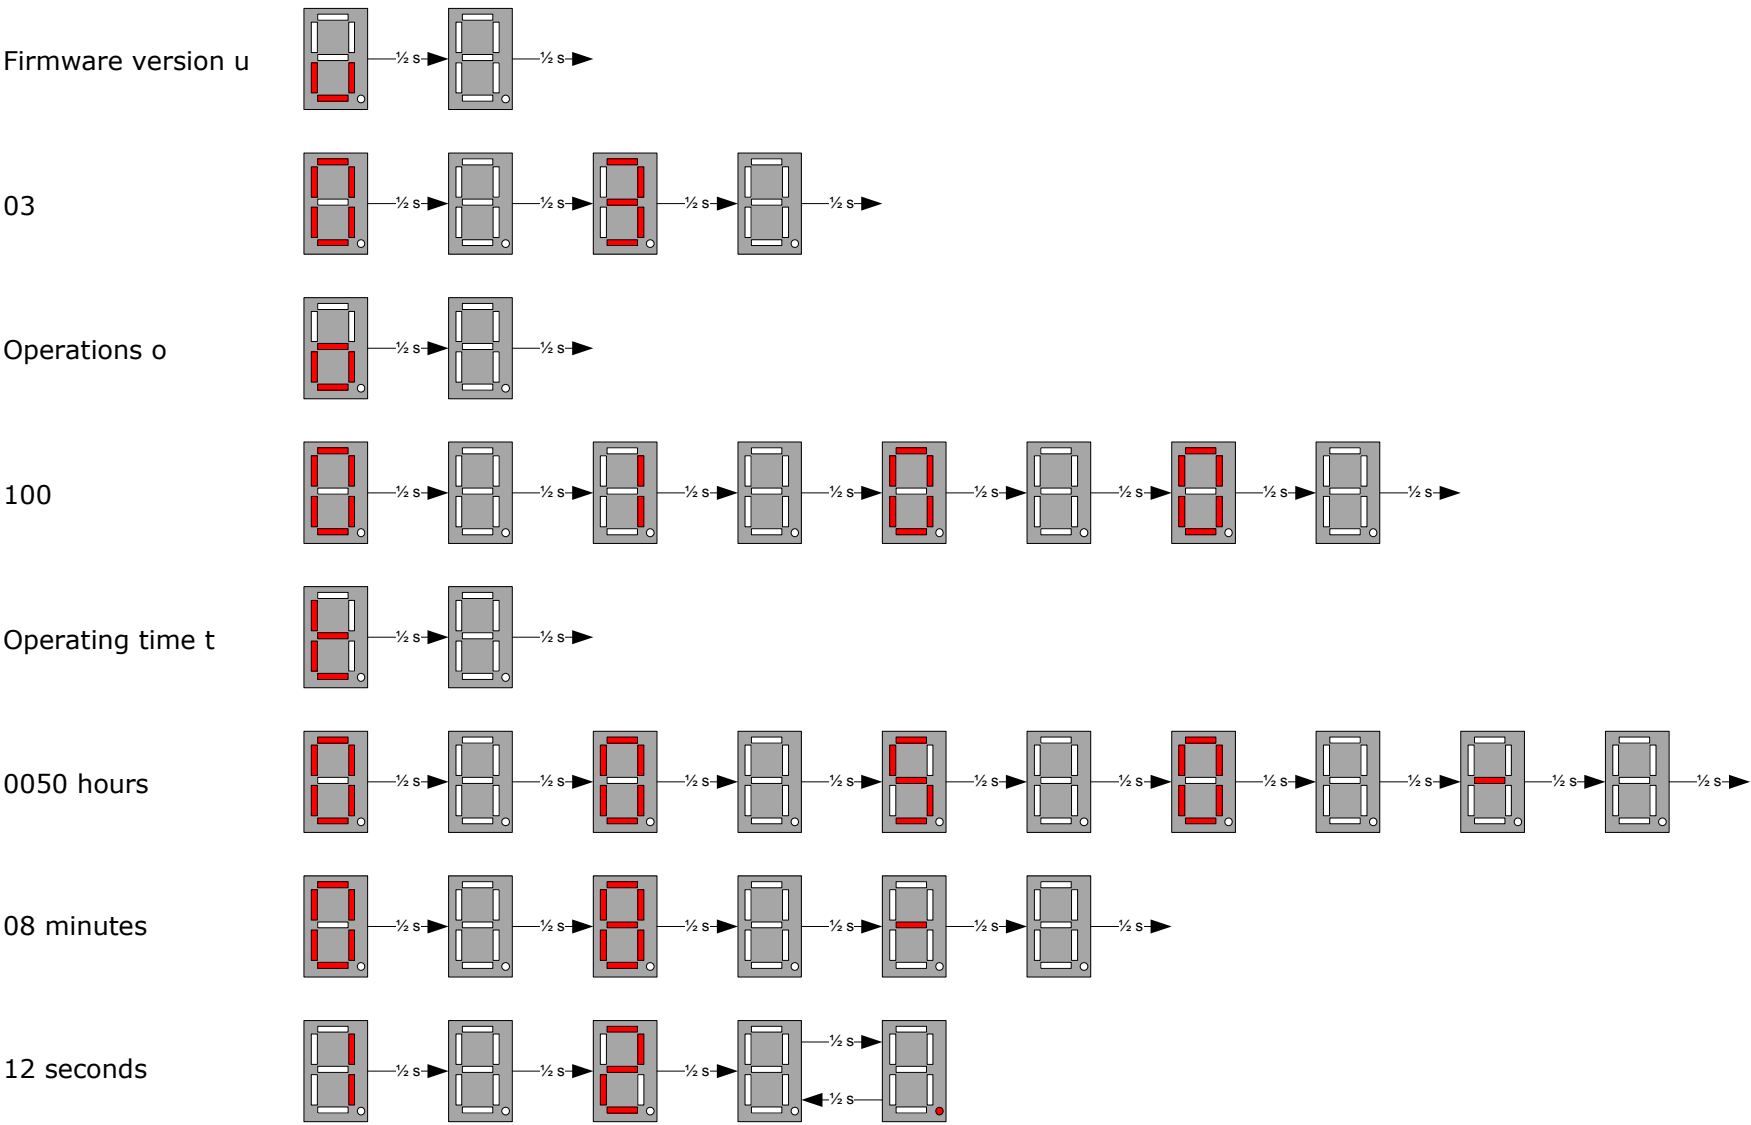 Firmware version u ½ s ½ s
03 ½ s ½ s ½ s ½ s
Operations o ½ s ½ s
100 ½ s ½ s ½ s ½ s ½ s ½ s ½ s ½ s
Operating time t ½ s ½ s
0050 hours ½ s ½ s ½ s ½ s ½ s ½ s ½ s ½ s ½ s ½ s
08 minutes ½ s ½ s ½ s ½ s ½ s ½ s
½ s
12 seconds ½ s ½ s ½ s
½ s